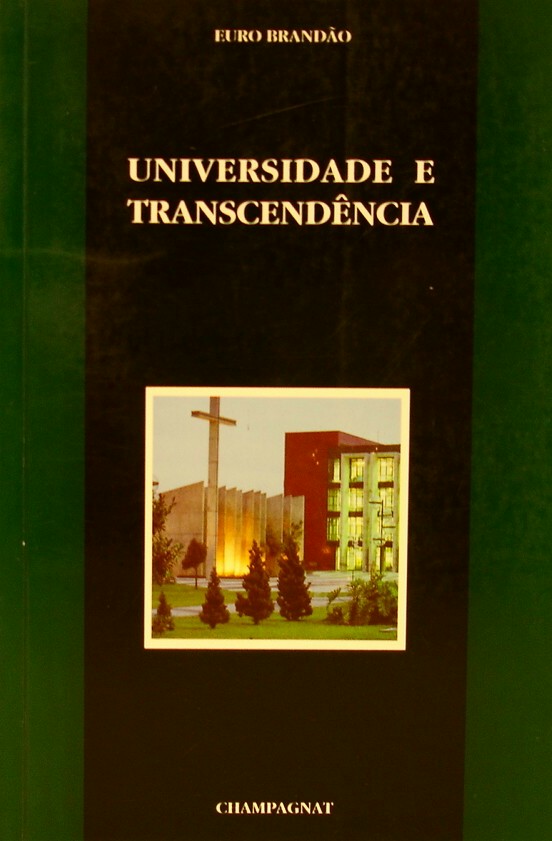 EURO BRANDÃO
UNIVERSIDADE E
TRANSCENDÊNCIA
CHAMPAGNAT